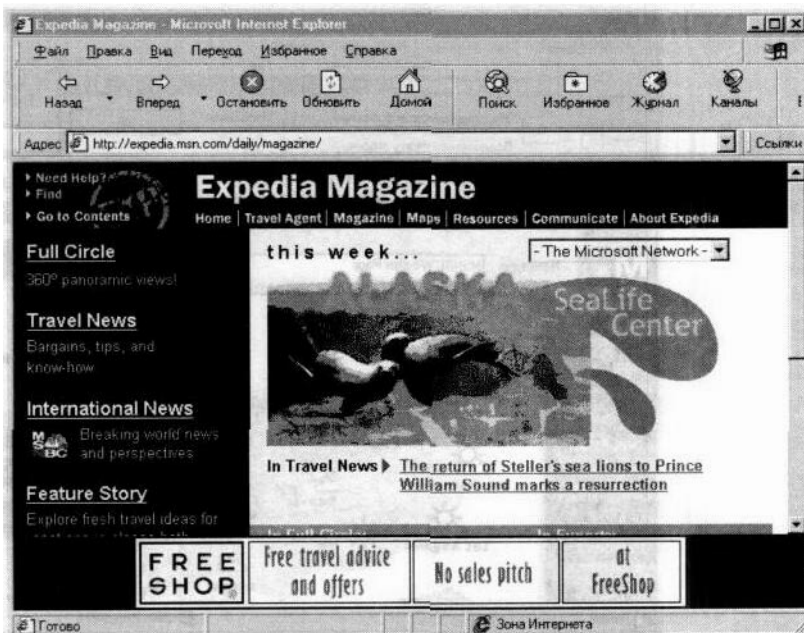 Expedia Magazine - Microsoft Internet Explorer
Файл Правка Вид Переход Избранное Справка
Назад Вперед Остановить Обновить Домой Поиск Избранное Журнал Каналы
Адрес http://expedia.msn.com/daily/magazine/ Ссылки
Need Help?
Find
Go to Contents
Expedia Magazine
Home | Travel Agent | Magazine | Maps | Resources | Communicate | About Expedia
Full Circle
360º panoramic views!
Travel News
Bargains, tips, and
know-how
International News
MSNBC
Breaking world news
and perspectives
Feature Story
Explore fresh travel ideas for
this week...
- The Microsoft Network -
ALASKA
SeaLife
Center
In Travel News
The return of Steller's sea lions to Prince
William Sound marks a resurrection
In Full Circle:
FREE
SHOP
Free travel advice
and offers
No sales pitch
at
FreeShop
Готово
Зона Интернета